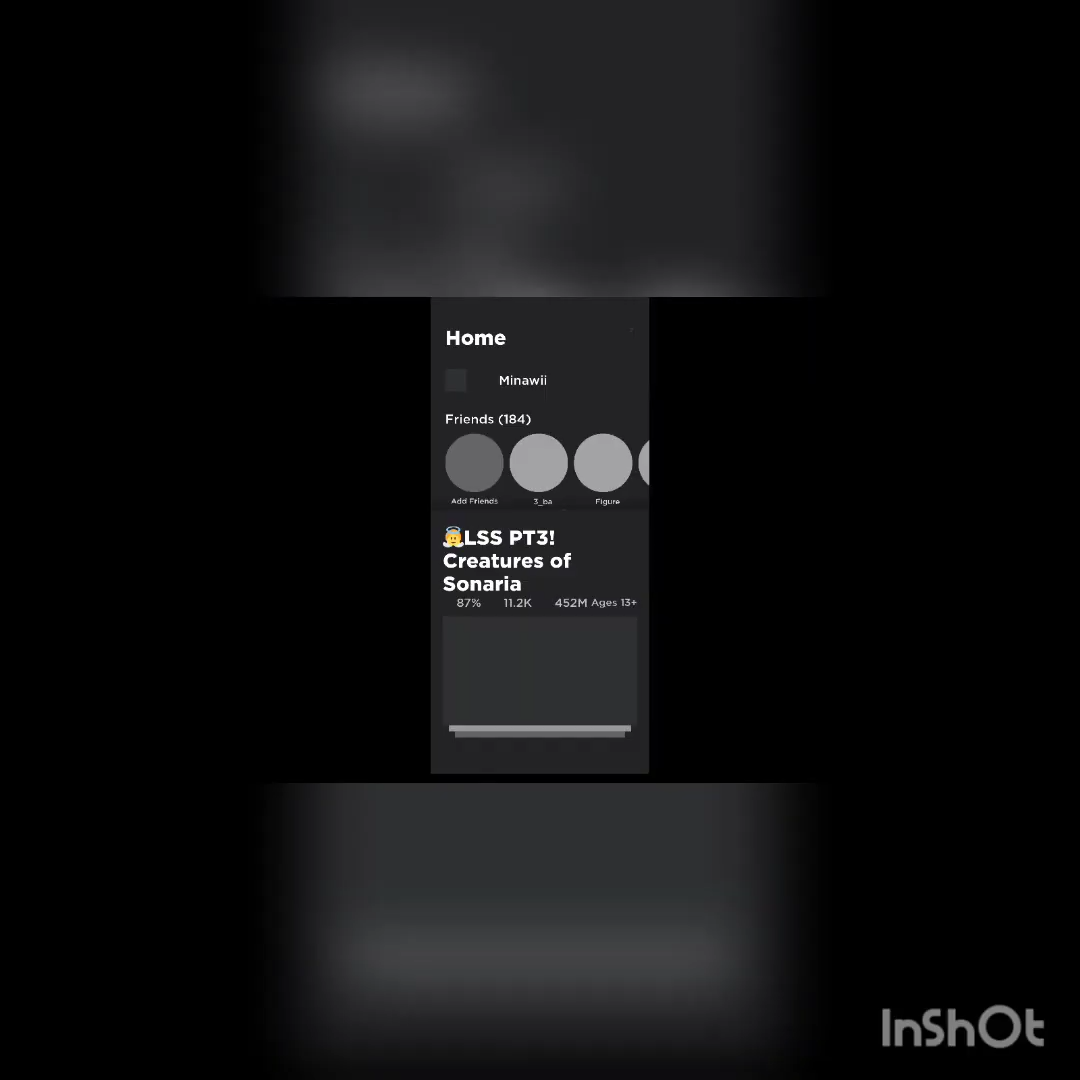 Home
Minawii
Friends (184)
Add Friends 3_ba Figure
👼LSS PT3!
Creatures of
Sonaria
87% 11.2K 452M Ages 13+
InShOt